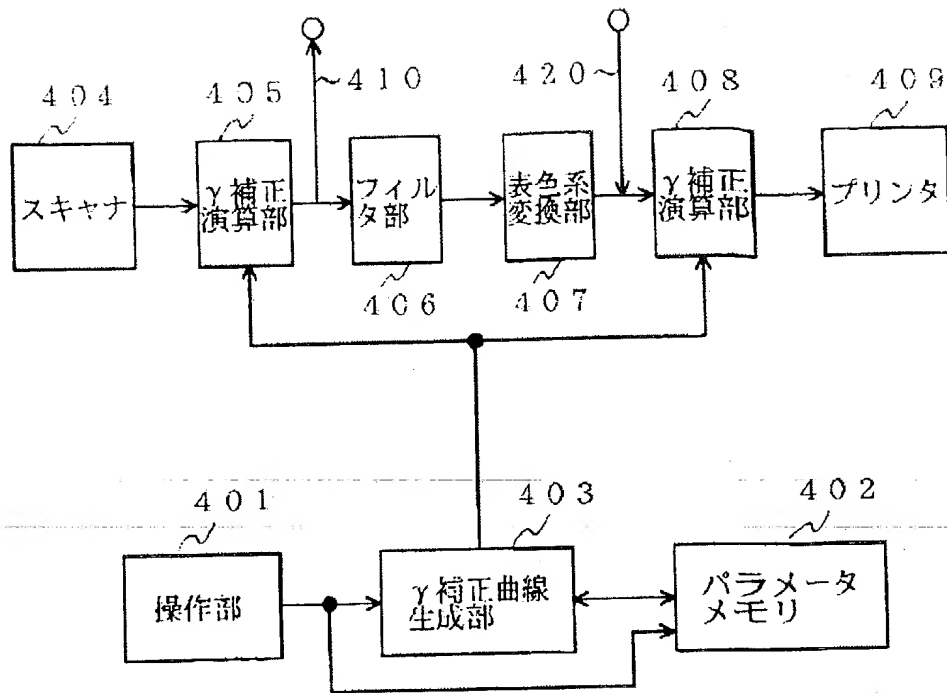 410
420
404
405
408
409
スキャナ
γ補正
演算部
フィル
タ部
表色系
変換部
γ補正
演算部
プリンタ
406
407
401
403
402
操作部
γ補正曲線
生成部
パラメータ
メモリ